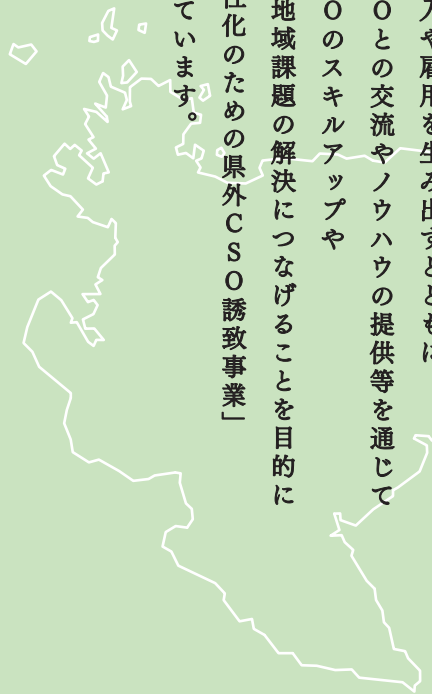 入や雇用を生み出すとともに
Oとの交流やノウハウの提供等を通じて
Oのスキルアップや
地域課題の解決につなげることを目的に
性化のための県外CSO誘致事業」
ています。